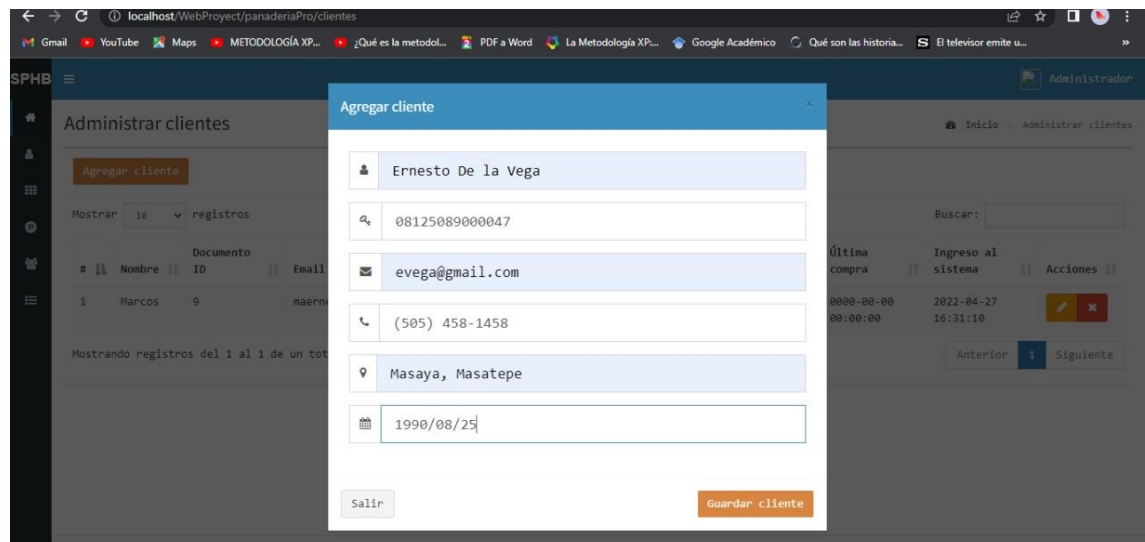 localhost/WebProyect/panaderiaPro/clientes
Gmail YouTube Maps METODOLOGÍA XP... ¿Qué es la metodol... PDF a Word La Metodología XP:... Google Académico Qué son las historia... El televisor emite u... »
SPHB Administrador
Agregar cliente x
Administrar clientes Inicio Administrar clientes
Agregar cliente
Ernesto De la Vega
Mostrar 10 registros Buscar:
08125089000047
# Nombre Documento ID Email Última compra Ingreso al sistema Acciones
evega@gmail.com
1 Marcos 9 maerne 0000-00-00 00:00:00 2022-04-27 16:31:10
(505) 458-1458
Mostrando registros del 1 al 1 de un tot Anterior 1 Siguiente
Masaya, Masatepe
1990/08/25
Salir Guardar cliente